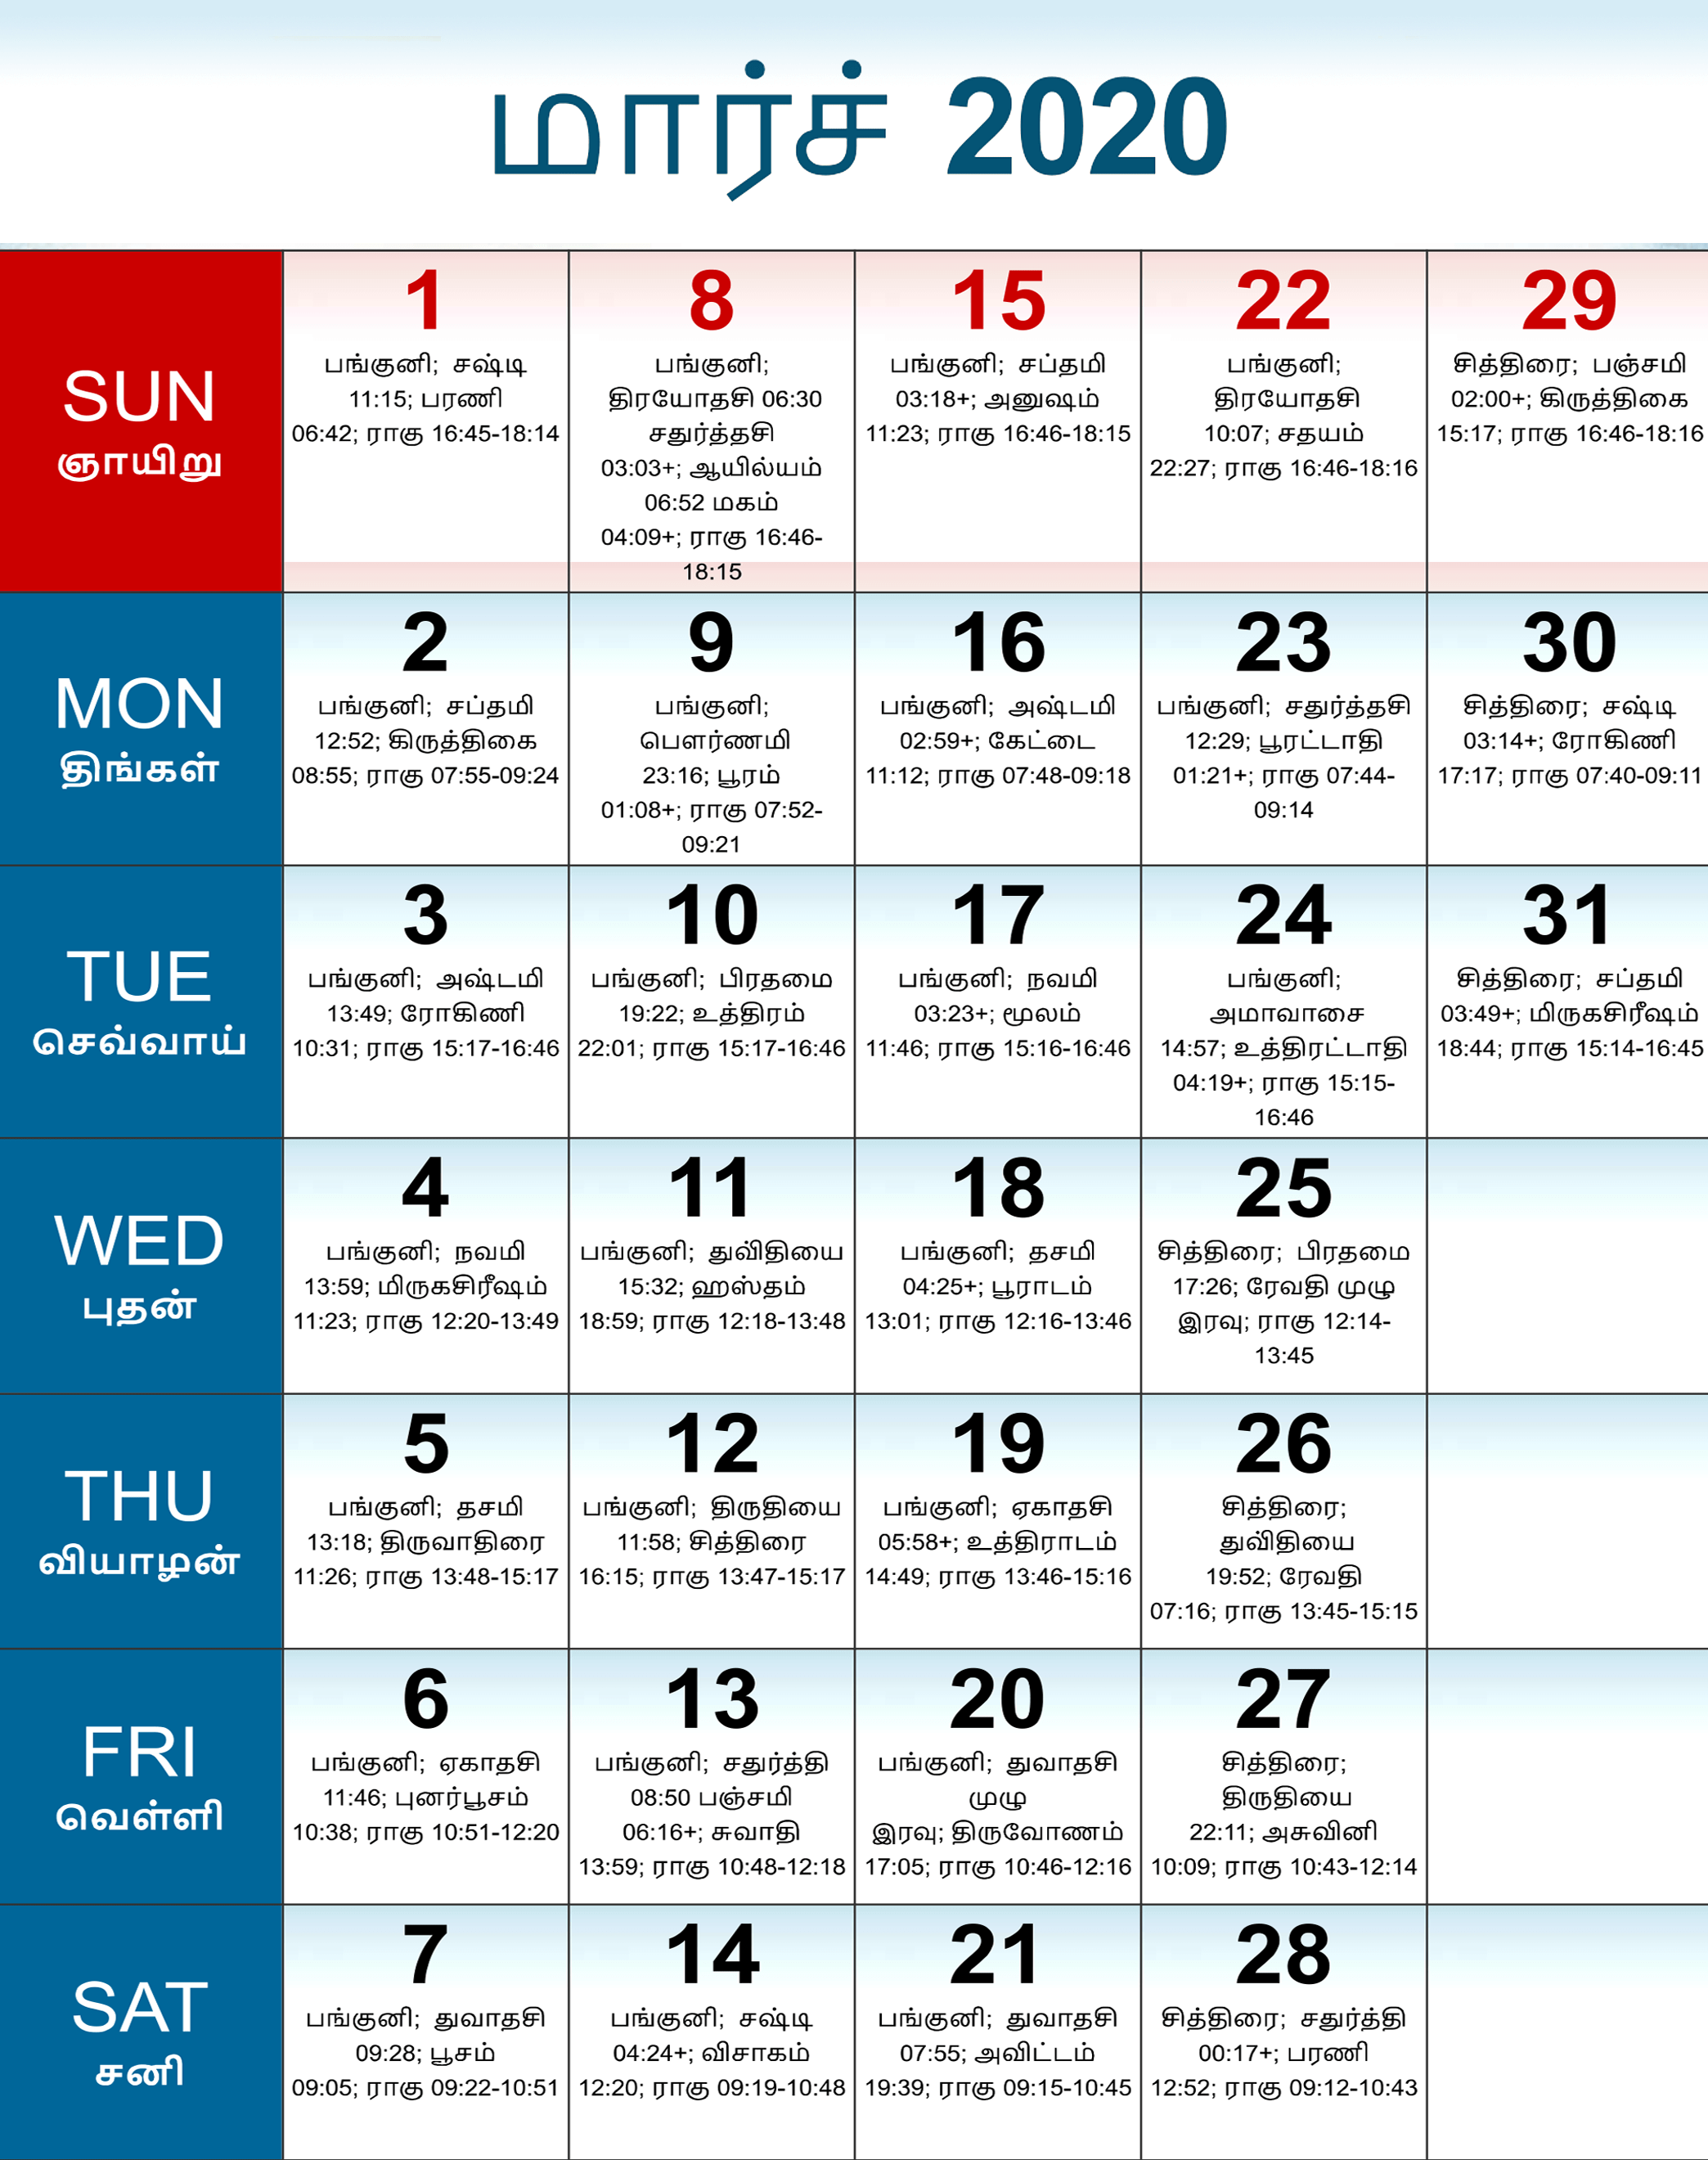 மார்ச் 2020
SUN
ஞாயிறு
1
பங்குனி; சஷ்டி
11:15; பரணி
06:42; ராகு 16:45-18:14
8
பங்குனி;
திரயோதசி 06:30
சதுர்த்தசி
03:03+; ஆயில்யம்
06:52 மகம்
04:09+; ராகு 16:46-
18:15
15
பங்குனி; சப்தமி
03:18+; அனுஷம்
11:23; ராகு 16:46-18:15
22
பங்குனி;
திரயோதசி
10:07; சதயம்
22:27; ராகு 16:46-18:16
29
சித்திரை; பஞ்சமி
02:00+; கிருத்திகை
15:17; ராகு 16:46-18:16
MON
திங்கள்
2
பங்குனி; சப்தமி
12:52; கிருத்திகை
08:55; ராகு 07:55-09:24
9
பங்குனி;
பௌர்ணமி
23:16; பூரம்
01:08+; ராகு 07:52-
09:21
16
பங்குனி; அஷ்டமி
02:59+; கேட்டை
11:12; ராகு 07:48-09:18
23
பங்குனி; சதுர்த்தசி
12:29; பூரட்டாதி
01:21+; ராகு 07:44-
09:14
30
சித்திரை; சஷ்டி
03:14+; ரோகிணி
17:17; ராகு 07:40-09:11
TUE
செவ்வாய்
3
பங்குனி; அஷ்டமி
13:49; ரோகிணி
10:31; ராகு 15:17-16:46
10
பங்குனி; பிரதமை
19:22; உத்திரம்
22:01; ராகு 15:17-16:46
17
பங்குனி; நவமி
03:23+; மூலம்
11:46; ராகு 15:16-16:46
24
பங்குனி;
அமாவாசை
14:57; உத்திரட்டாதி
04:19+; ராகு 15:15-
16:46
31
சித்திரை; சப்தமி
03:49+; மிருகசிரீஷம்
18:44; ராகு 15:14-16:45
WED
புதன்
4
பங்குனி; நவமி
13:59; மிருகசிரீஷம்
11:23; ராகு 12:20-13:49
11
பங்குனி; துவிதியை
15:32; ஹஸ்தம்
18:59; ராகு 12:18-13:48
18
பங்குனி; தசமி
04:25+; பூராடம்
13:01; ராகு 12:16-13:46
25
சித்திரை; பிரதமை
17:26; ரேவதி முழு
இரவு; ராகு 12:14-
13:45
THU
வியாழன்
5
பங்குனி; தசமி
13:18; திருவாதிரை
11:26; ராகு 13:48-15:17
12
பங்குனி; திருதியை
11:58; சித்திரை
16:15; ராகு 13:47-15:17
19
பங்குனி; ஏகாதசி
05:58+; உத்திராடம்
14:49; ராகு 13:46-15:16
26
சித்திரை;
துவிதியை
19:52; ரேவதி
07:16; ராகு 13:45-15:15
FRI
வெள்ளி
6
பங்குனி; ஏகாதசி
11:46; புனர்பூசம்
10:38; ராகு 10:51-12:20
13
பங்குனி; சதுர்த்தி
08:50 பஞ்சமி
06:16+; சுவாதி
13:59; ராகு 10:48-12:18
20
பங்குனி; துவாதசி
முழு
இரவு; திருவோணம்
17:05; ராகு 10:46-12:16
27
சித்திரை;
திருதியை
22:11; அசுவினி
10:09; ராகு 10:43-12:14
SAT
சனி
7
பங்குனி; துவாதசி
09:28; பூசம்
09:05; ராகு 09:22-10:51
14
பங்குனி; சஷ்டி
04:24+; விசாகம்
12:20; ராகு 09:19-10:48
21
பங்குனி; துவாதசி
07:55; அவிட்டம்
19:39; ராகு 09:15-10:45
28
சித்திரை; சதுர்த்தி
00:17+; பரணி
12:52; ராகு 09:12-10:43